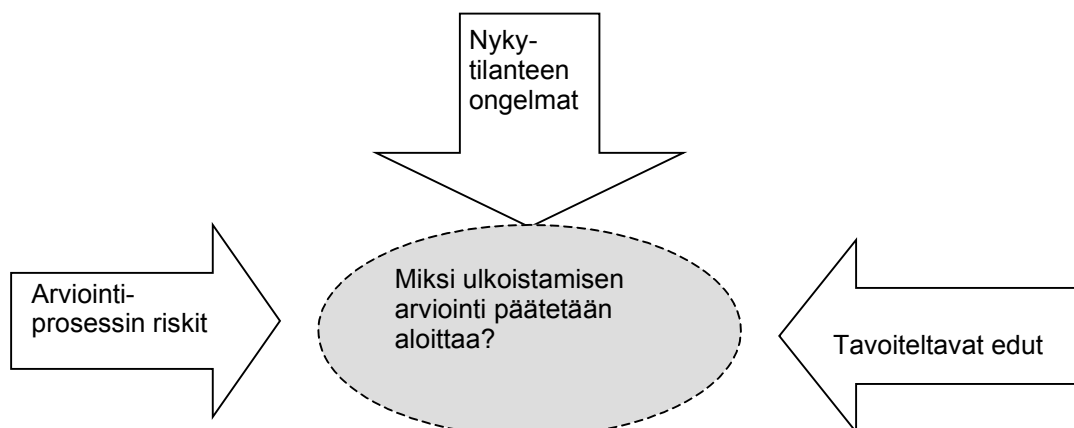 Nyky-
tilanteen
ongelmat
Arviointi-
prosessin riskit
Miksi ulkoistamisen
arviointi päätetään
aloittaa?
Tavoiteltavat edut